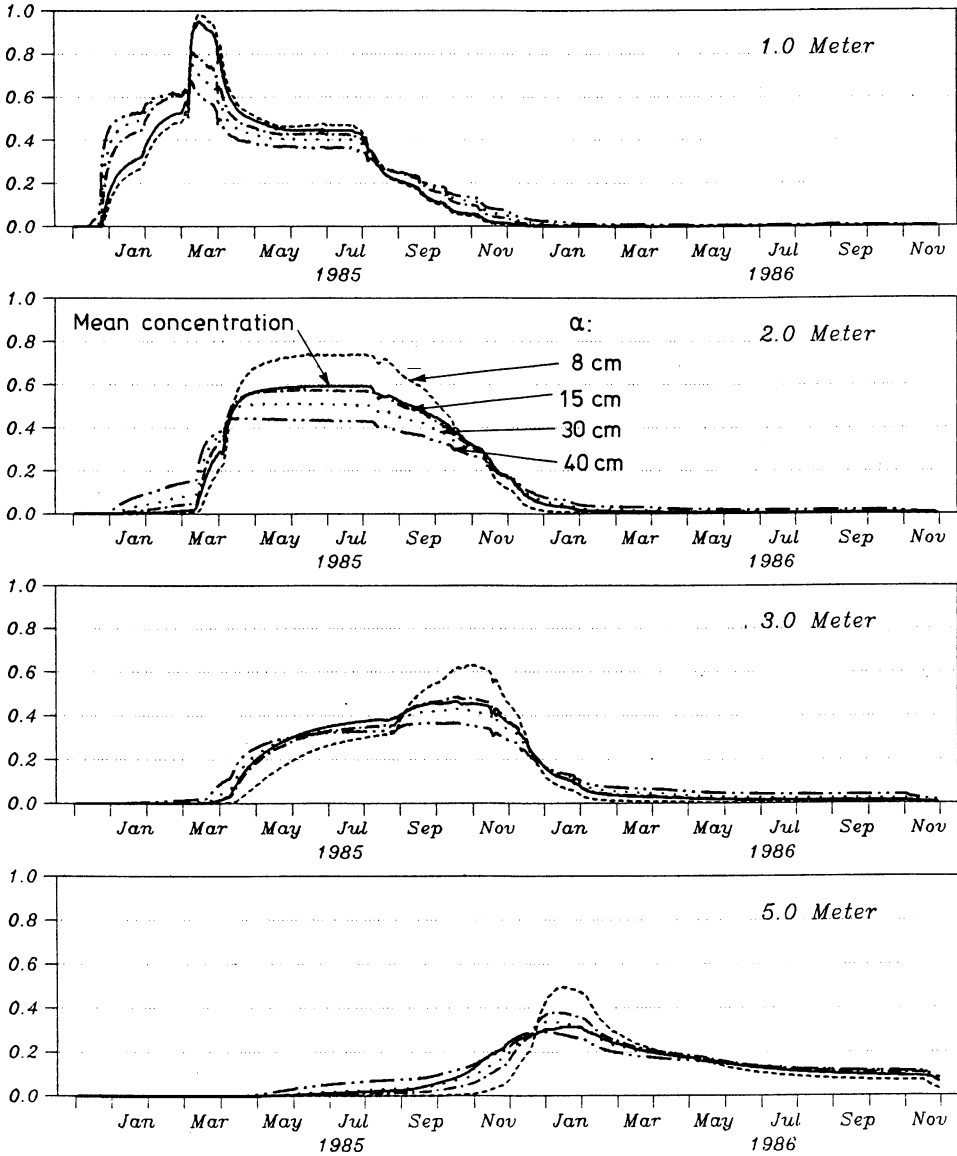 1.0
1.0 Meter
0.8
0.6
0.4
0.2
0.0
Jan Mar May Jul Sep Nov Jan Mar May Jul Sep Nov
1985 1986
1.0
Mean concentration α: 2.0 Meter
0.8
8 cm
0.6
15 cm
0.4
30 cm
40 cm
0.2
0.0
Jan Mar May Jul Sep Nov Jan Mar May Jul Sep Nov
1985 1986
1.0
3.0 Meter
0.8
0.6
0.4
0.2
0.0
Jan Mar May Jul Sep Nov Jan Mar May Jul Sep Nov
1985 1986
1.0
5.0 Meter
0.8
0.6
0.4
0.2
0.0
Jan Mar May Jul Sep Nov Jan Mar May Jul Sep Nov
1985 1986